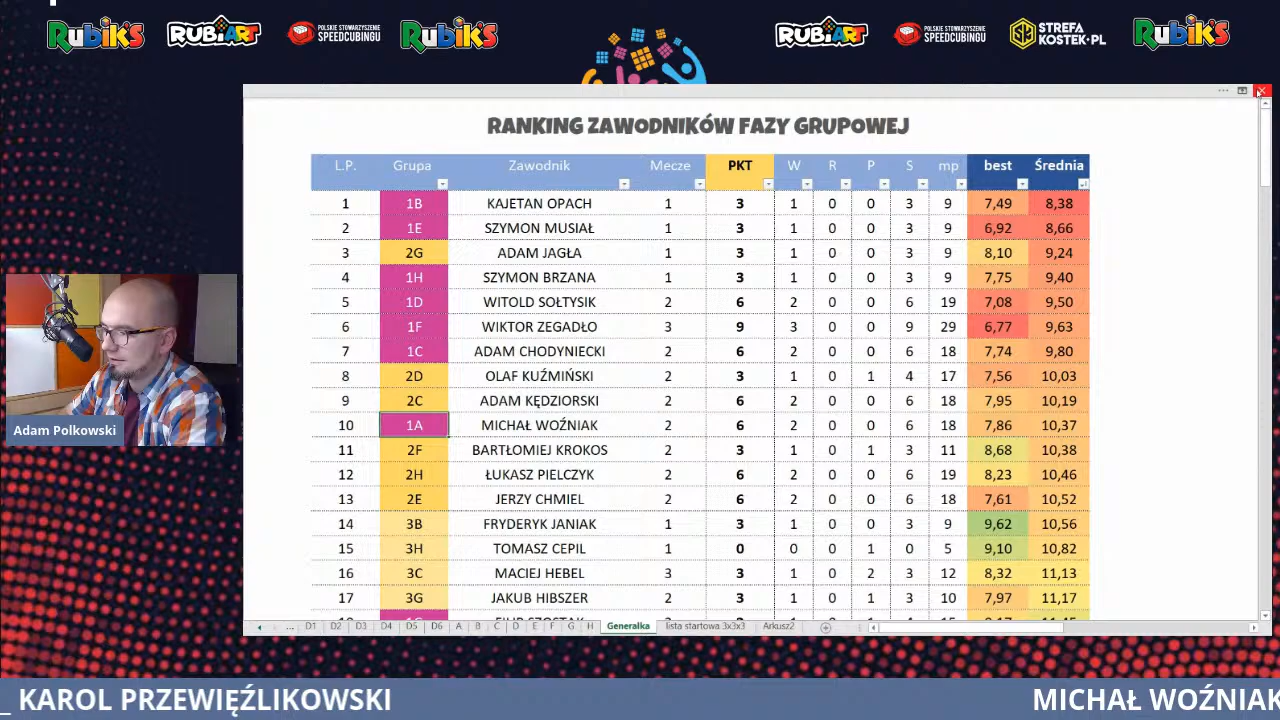 Rubik's RUBIART POLSKIE STOWARZYSZENIE SPEEDCUBINGU Rubik's RUBIART POLSKIE STOWARZYSZENIE SPEEDCUBINGU STREFA KOSTEK.PL Rubik's
RANKING ZAWODNIKÓW FAZY GRUPOWEJ
L.P. Grupa Zawodnik Mecze PKT W R P S mp best Średnia
1 1B KAJETAN OPACH 1 3 1 0 0 3 9 7,49 8,38
2 1E SZYMON MUSIAŁ 1 3 1 0 0 3 9 6,92 8,66
3 2G ADAM JAGŁA 1 3 1 0 0 3 9 8,10 9,24
4 1H SZYMON BRZANA 1 3 1 0 0 3 9 7,75 9,40
5 1D WITOLD SOŁTYSIK 2 6 2 0 0 6 19 7,08 9,50
6 1F WIKTOR ZEGADŁO 3 9 3 0 0 9 29 6,77 9,63
7 1C ADAM CHODYNIECKI 2 6 2 0 0 6 18 7,74 9,80
8 2D OLAF KUŹMIŃSKI 2 3 1 0 1 4 17 7,56 10,03
9 2C ADAM KĘDZIORSKI 2 6 2 0 0 6 18 7,95 10,19
10 1A MICHAŁ WOŹNIAK 2 6 2 0 0 6 18 7,86 10,37
11 2F BARTŁOMIEJ KROKOS 2 3 1 0 1 3 11 8,68 10,38
12 2H ŁUKASZ PIELCZYK 2 6 2 0 0 6 19 8,23 10,46
13 2E JERZY CHMIEL 2 6 2 0 0 6 18 7,61 10,52
14 3B FRYDERYK JANIAK 1 3 1 0 0 3 9 9,62 10,56
15 3H TOMASZ CEPIL 1 0 0 0 1 0 5 9,10 10,82
16 3C MACIEJ HEBEL 3 3 1 0 2 3 12 8,32 11,13
17 3G JAKUB HIBSZER 2 3 1 0 1 3 10 7,97 11,17
Adam Polkowski
... D1 D2 D3 D4 D5 D6 A B C D E F G H Generalka lista startowa 3x3x3 Arkusz2
_ KAROL PRZEWIĘŹLIKOWSKI MICHAŁ WOŹNIAK